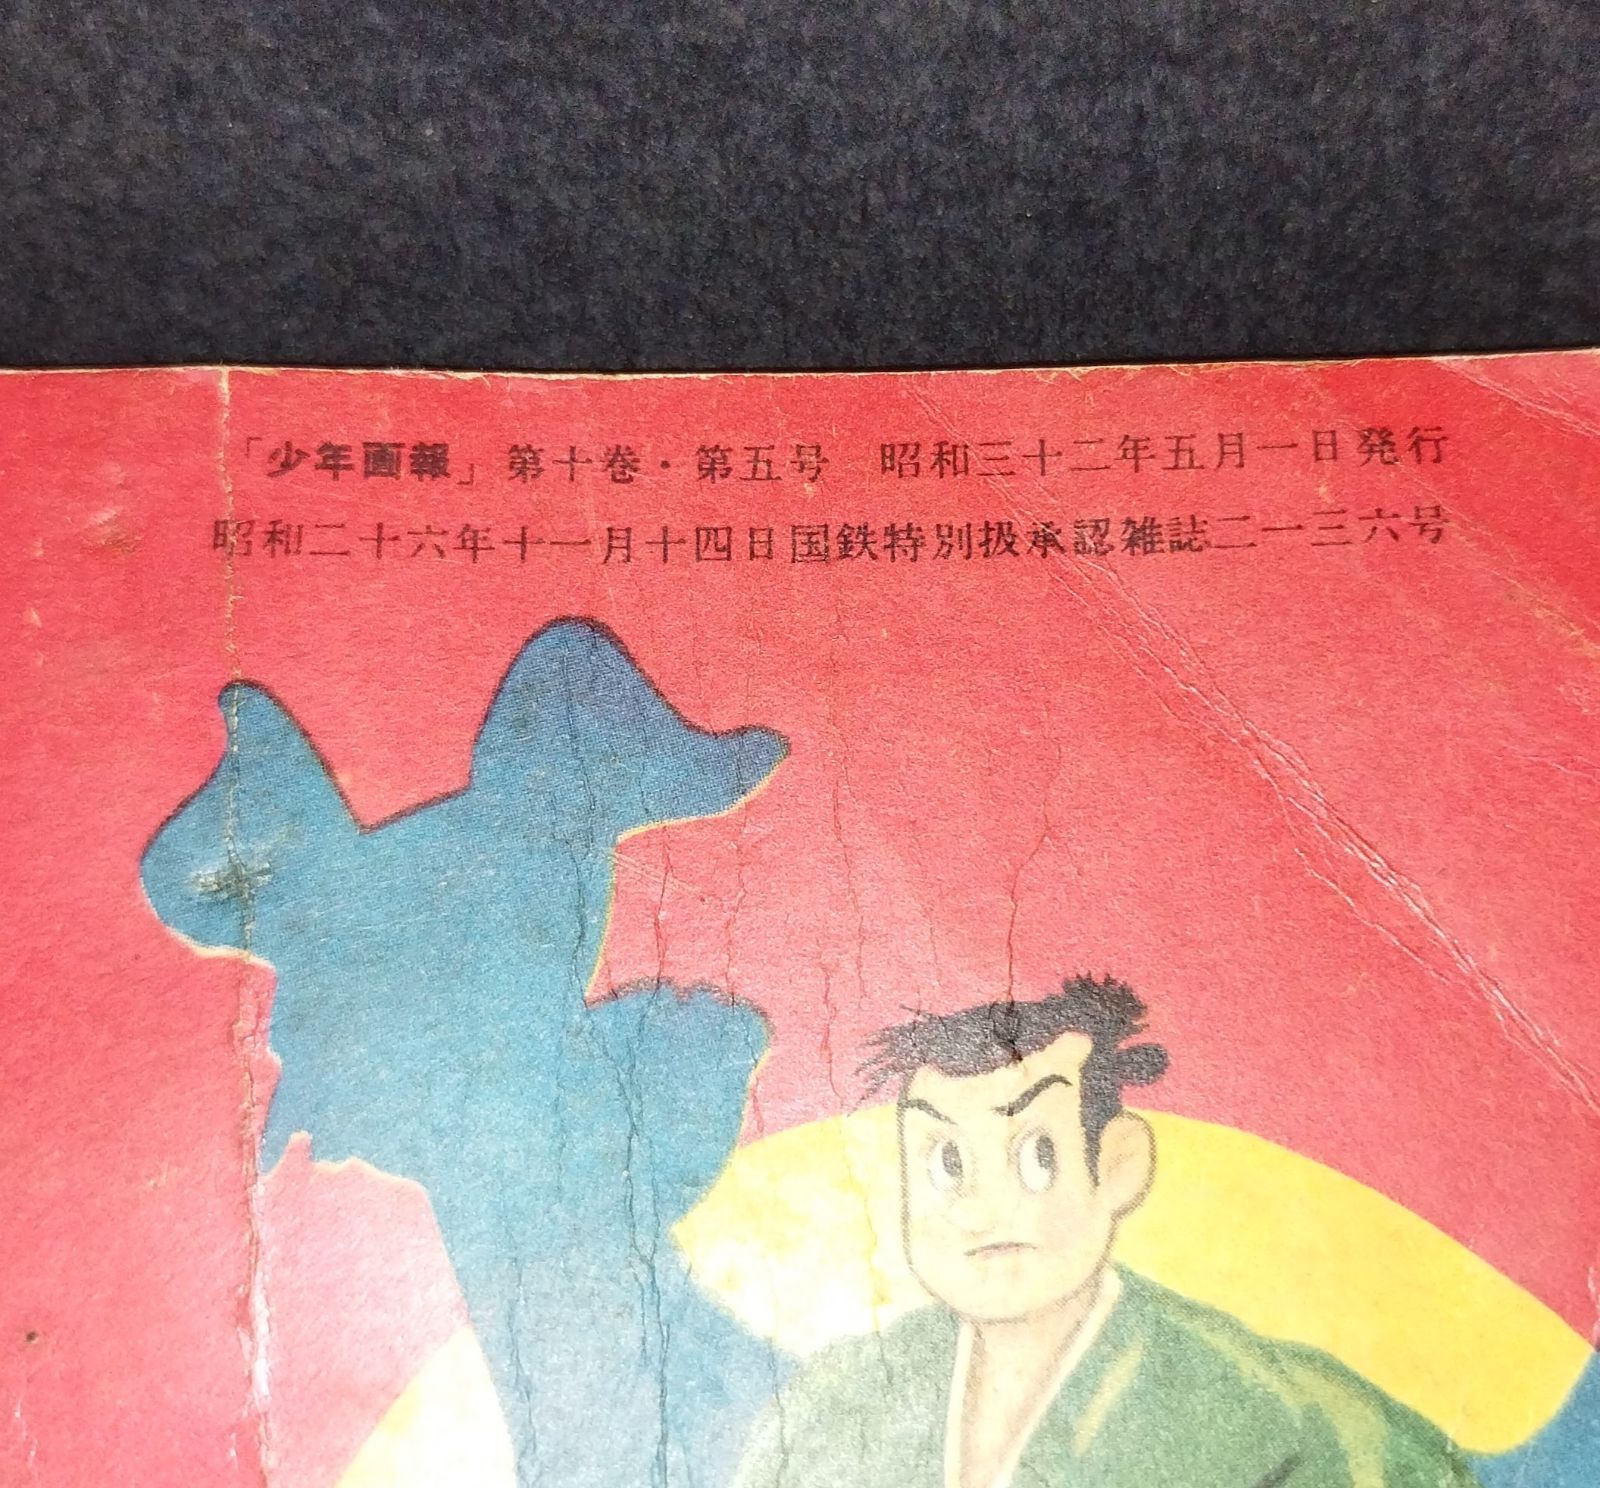 「少年画報」第十巻・第五号　昭和三十二年五月一日発行
昭和二十六年十一月十四日国鉄特別扱承認雑誌二一三六号